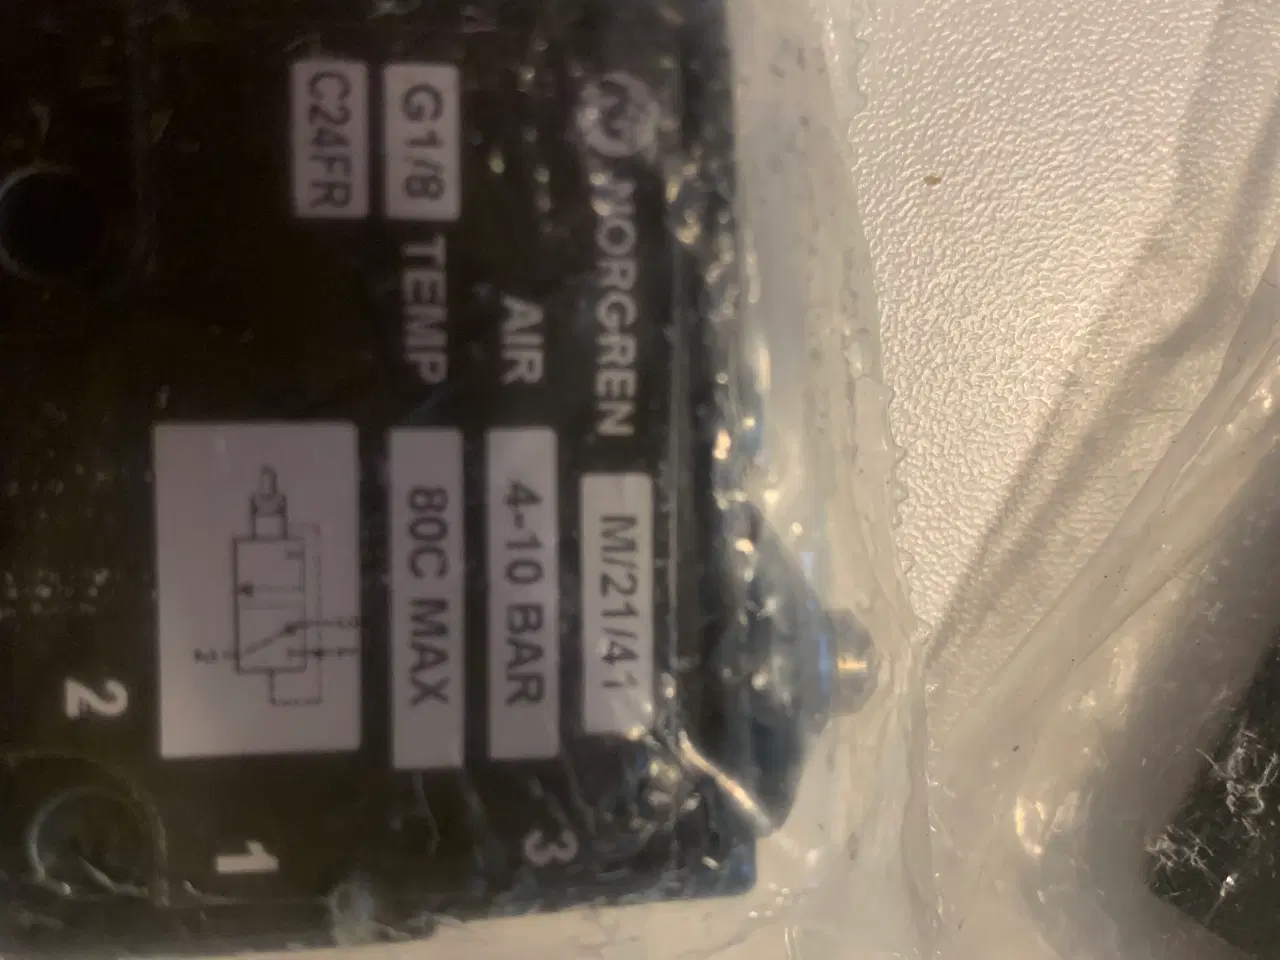 NORGREN M/21/41
AIR 4-10 BAR
G1/8 TEMP 80C MAX
C24FR
3
1
2